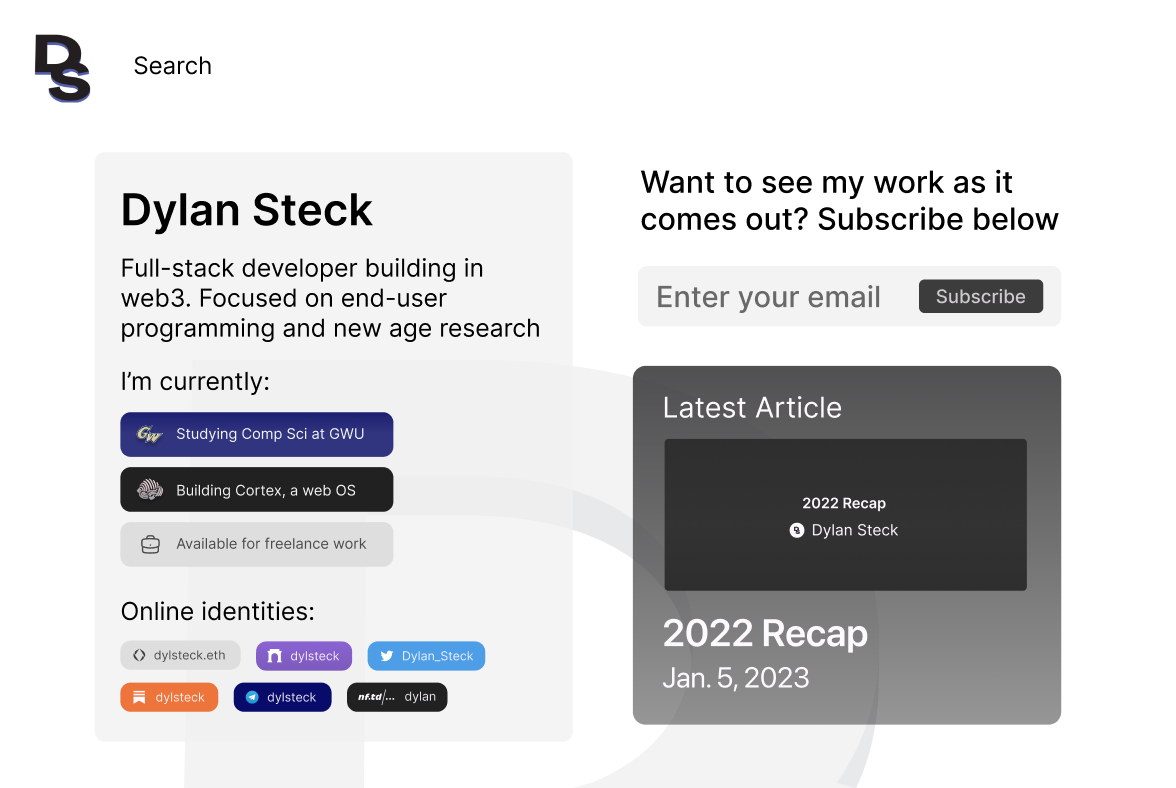 DS
Search
Dylan Steck
Full-stack developer building in
web3. Focused on end-user
programming and new age research
I’m currently:
GW Studying Comp Sci at GWU
Building Cortex, a web OS
Available for freelance work
Online identities:
dylsteck.eth
dylsteck
Dylan_Steck
dylsteck
dylsteck
nf.td/... dylan
Want to see my work as it
comes out? Subscribe below
Enter your email
Subscribe
Latest Article
2022 Recap
Dylan Steck
2022 Recap
Jan. 5, 2023